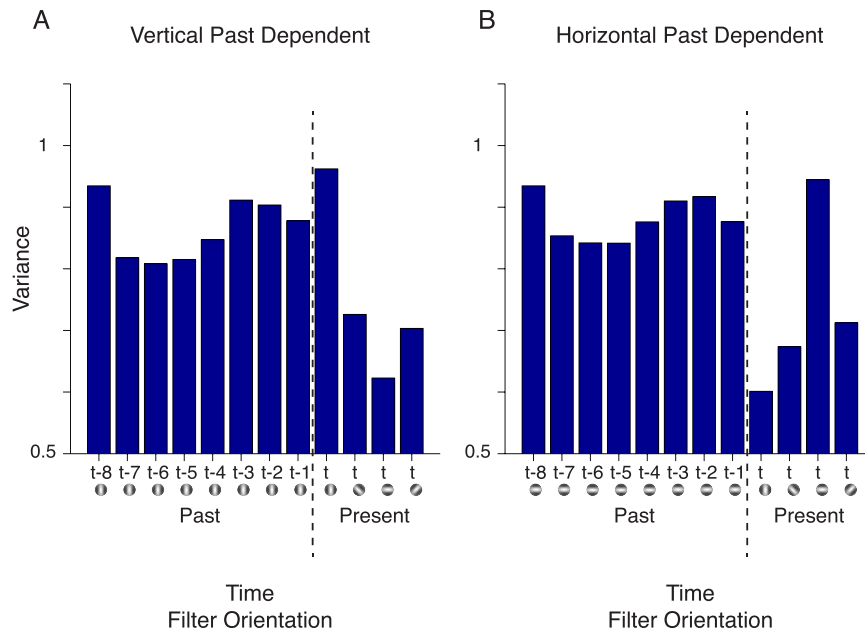 A
Vertical Past Dependent
Variance
1
0.5
t-8 t-7 t-6 t-5 t-4 t-3 t-2 t-1 t t t t
Past Present
Time
Filter Orientation
B
Horizontal Past Dependent
1
0.5
t-8 t-7 t-6 t-5 t-4 t-3 t-2 t-1 t t t t
Past Present
Time
Filter Orientation